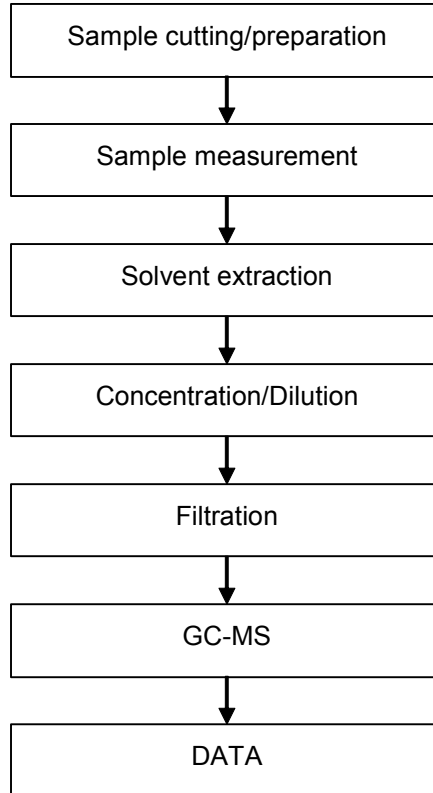 Sample cutting/preparation
Sample measurement
Solvent extraction
Concentration/Dilution
Filtration
GC-MS
DATA